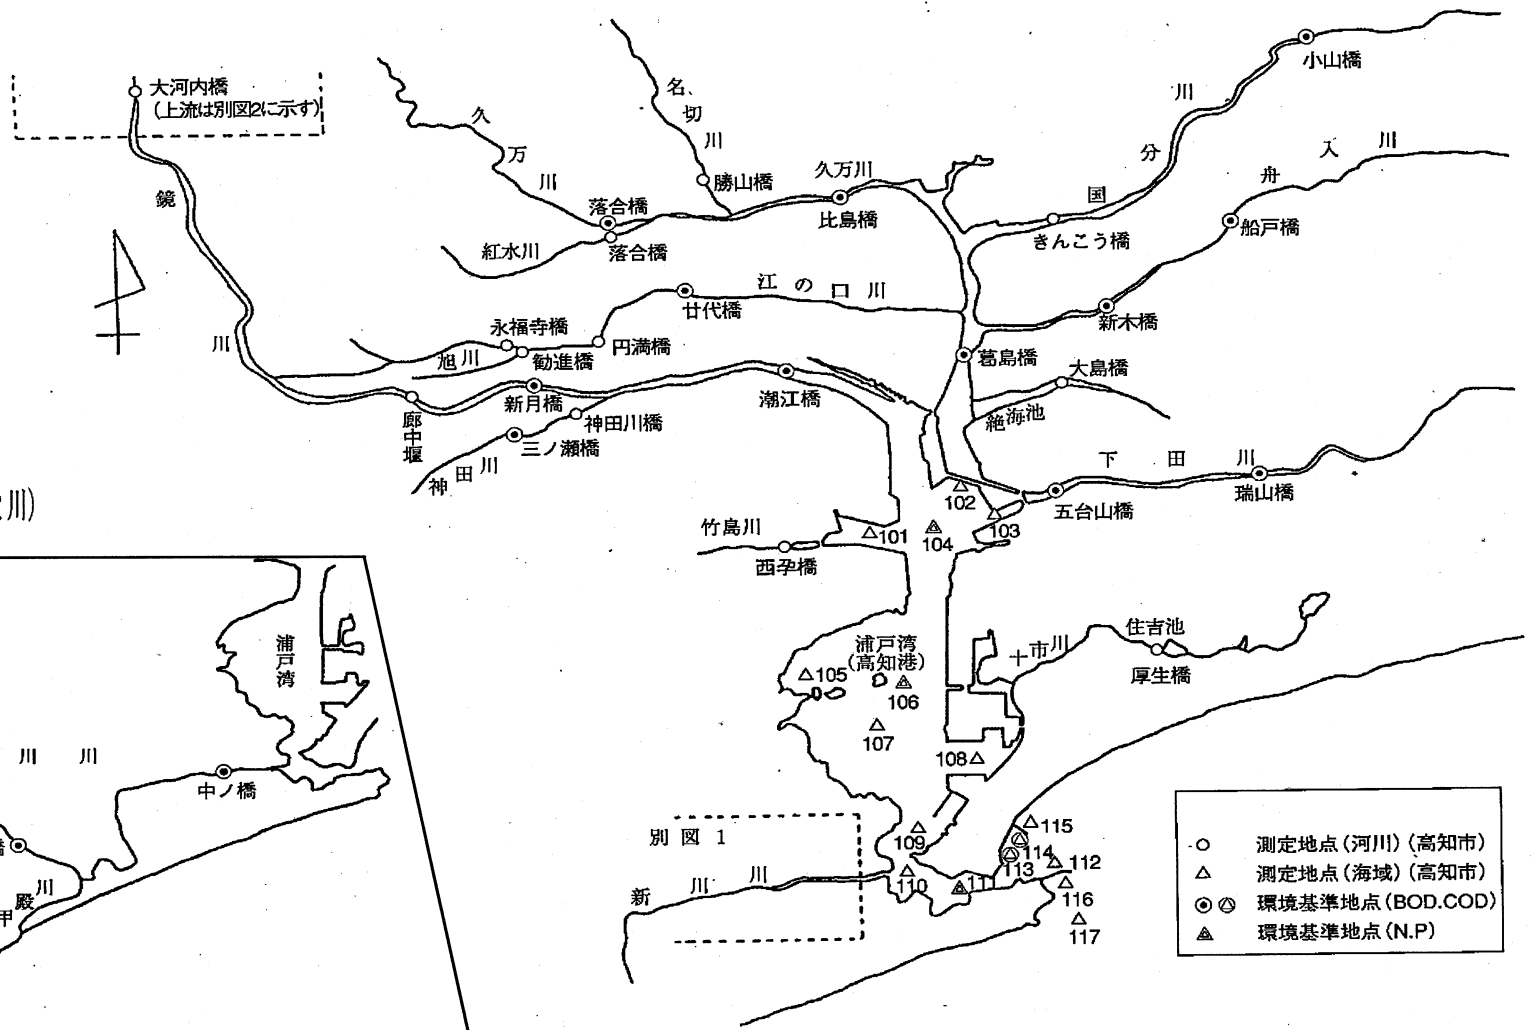 大河内橋
(上流は別図2に示す)
鏡
川
久
万
川
名
切
川
勝山橋
久万川
比島橋
落合橋
紅水川
落合橋
国
分
川
小山橋
きんこう橋
舟
入
川
船戸橋
新木橋
江の口川
廿代橋
永福寺橋
旭川
勧進橋
円満橋
葛島橋
大島橋
絶海池
潮江橋
新月橋
神田川橋
三ノ瀬橋
廓中堰
神田川
下田川
瑞山橋
五台山橋
102
103
104
101
竹島川
西孕橋
川)
浦戸湾
(高知港)
105
106
107
108
十市川
住吉池
厚生橋
浦戸湾
川 川
中ノ橋
川
殿
甲
別図1
新川川
109
110
111
115
114
113
112
116
117
測定地点(河川)(高知市)
測定地点(海域)(高知市)
環境基準地点(BOD.COD)
環境基準地点(N.P)